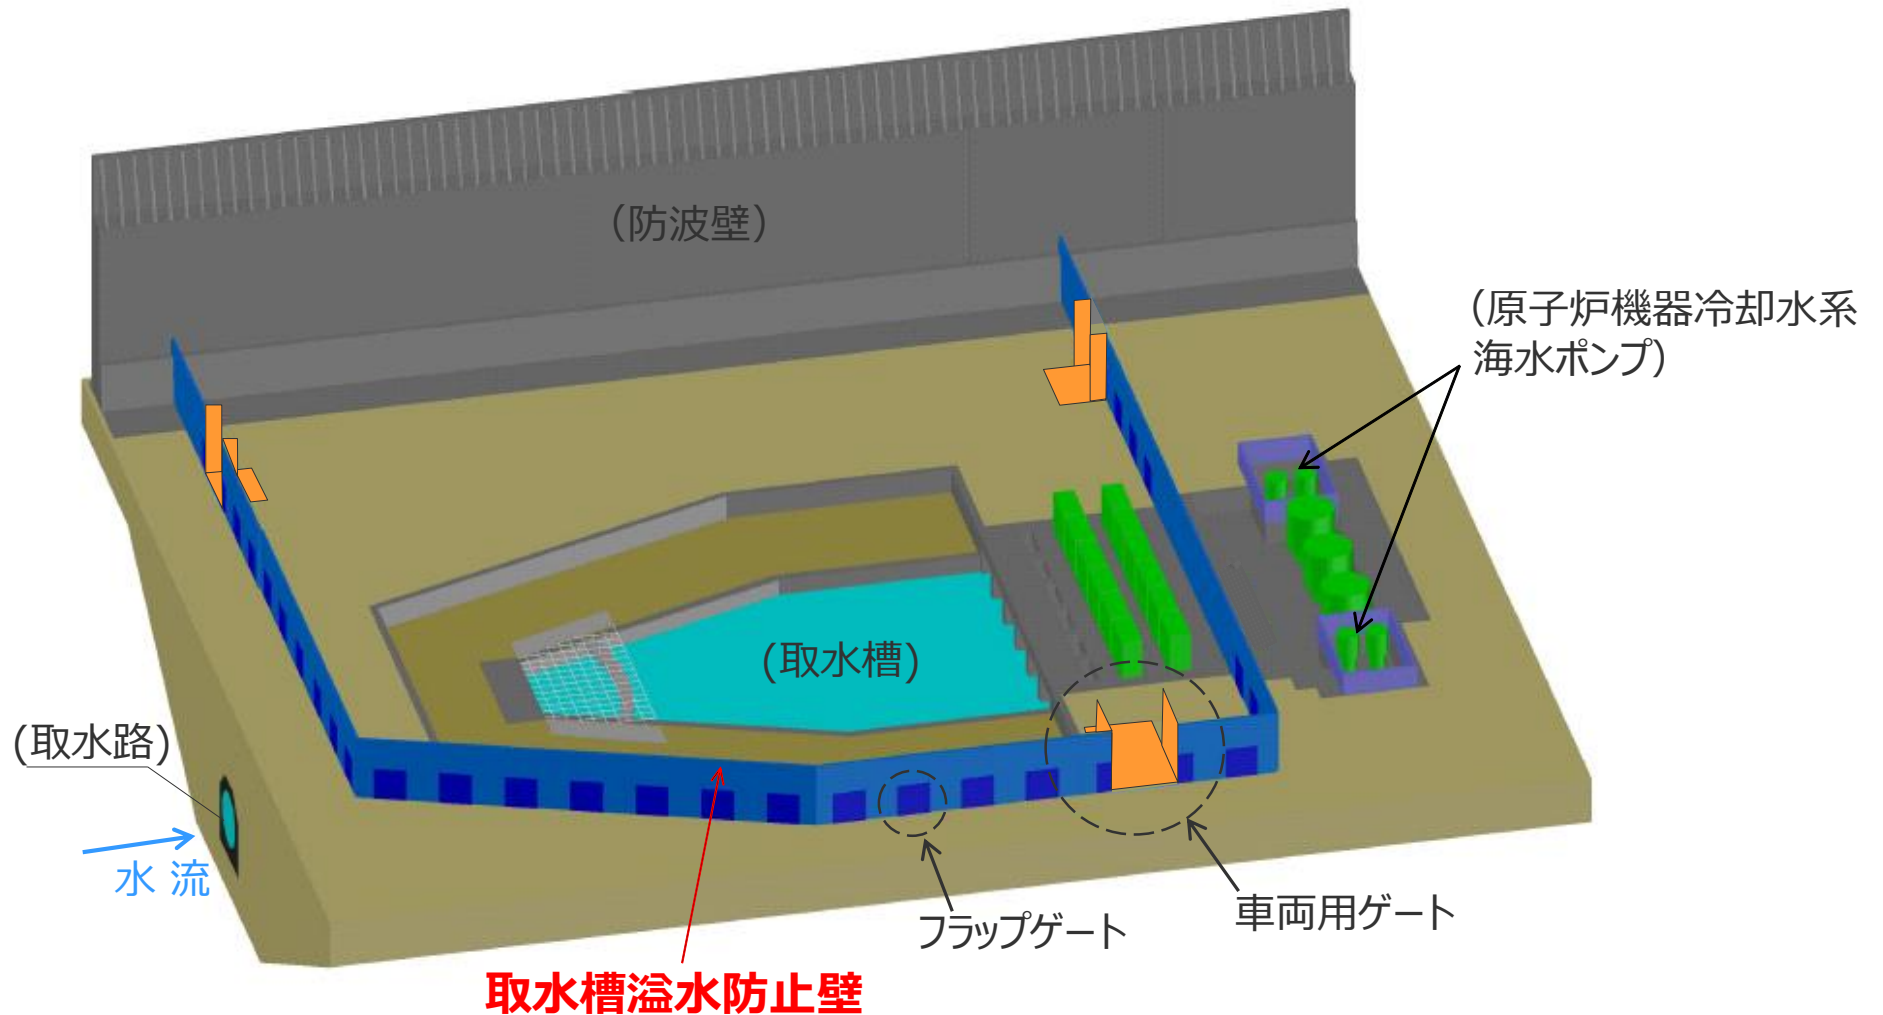 （防波壁）
（原子炉機器冷却水系
海水ポンプ）
(取水槽)
(取水路)
水 流
フラップゲート
車両用ゲート
取水槽溢水防止壁